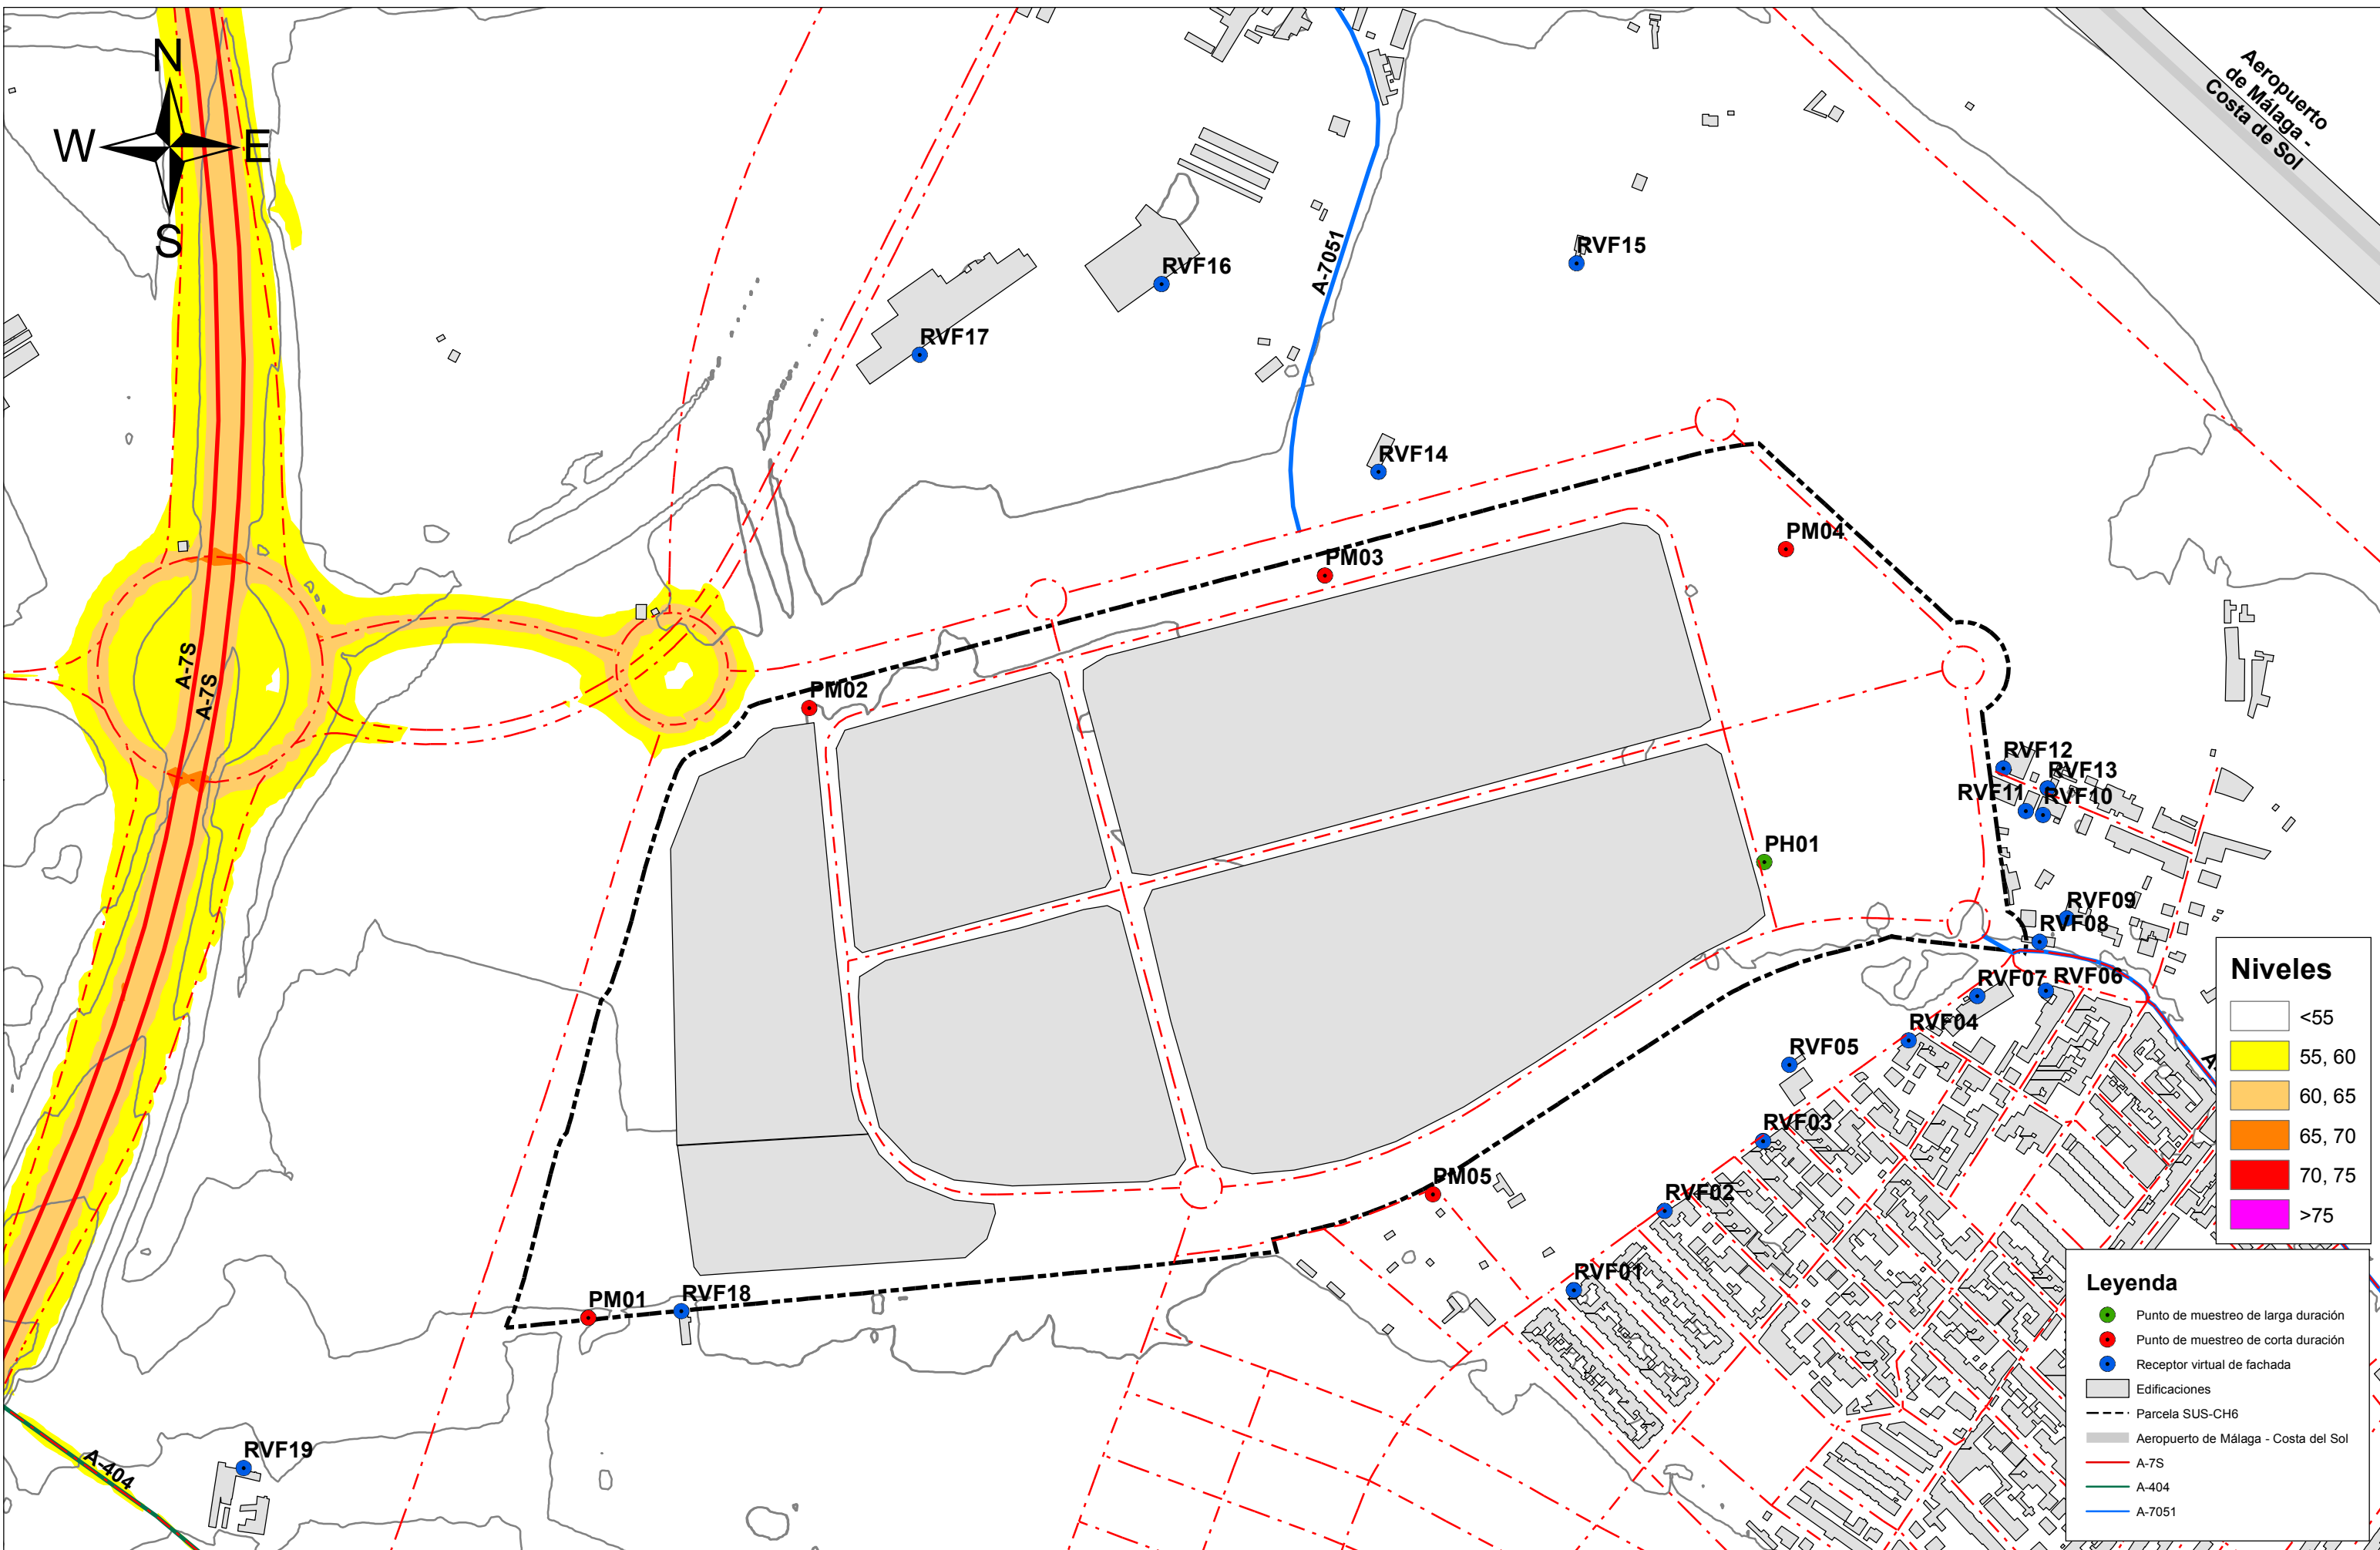 N
W
E
S
Aeropuerto
de Málaga -
Costa de Sol
A-7051
RVF15
RVF16
RVF17
RVF14
PM04
PM03
A-7S
A-7S
PM02
RVF12
RVF13
RVF11
RVF10
PH01
RVF09
RVF08
RVF07
RVF06
RVF04
RVF05
RVF03
PM05
RVF02
RVF01
PM01
RVF18
RVF19
A-404
Niveles
<55
55, 60
60, 65
65, 70
70, 75
>75
Leyenda
Punto de muestreo de larga duración
Punto de muestreo de corta duración
Receptor virtual de fachada
Edificaciones
Parcela SUS-CH6
Aeropuerto de Málaga - Costa del Sol
A-7S
A-404
A-7051